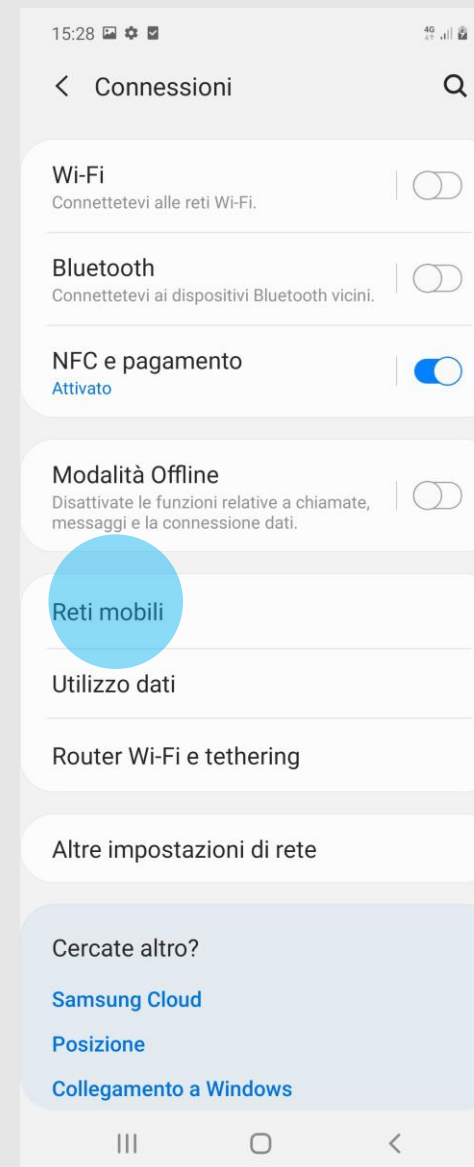 15:28
4G
Connessioni
Wi-Fi
Connettetevi alle reti Wi-Fi.
Bluetooth
Connettetevi ai dispositivi Bluetooth vicini.
NFC e pagamento
Attivato
Modalità Offline
Disattivate le funzioni relative a chiamate,
messaggi e la connessione dati.
Reti mobili
Utilizzo dati
Router Wi-Fi e tethering
Altre impostazioni di rete
Cercate altro?
Samsung Cloud
Posizione
Collegamento a Windows